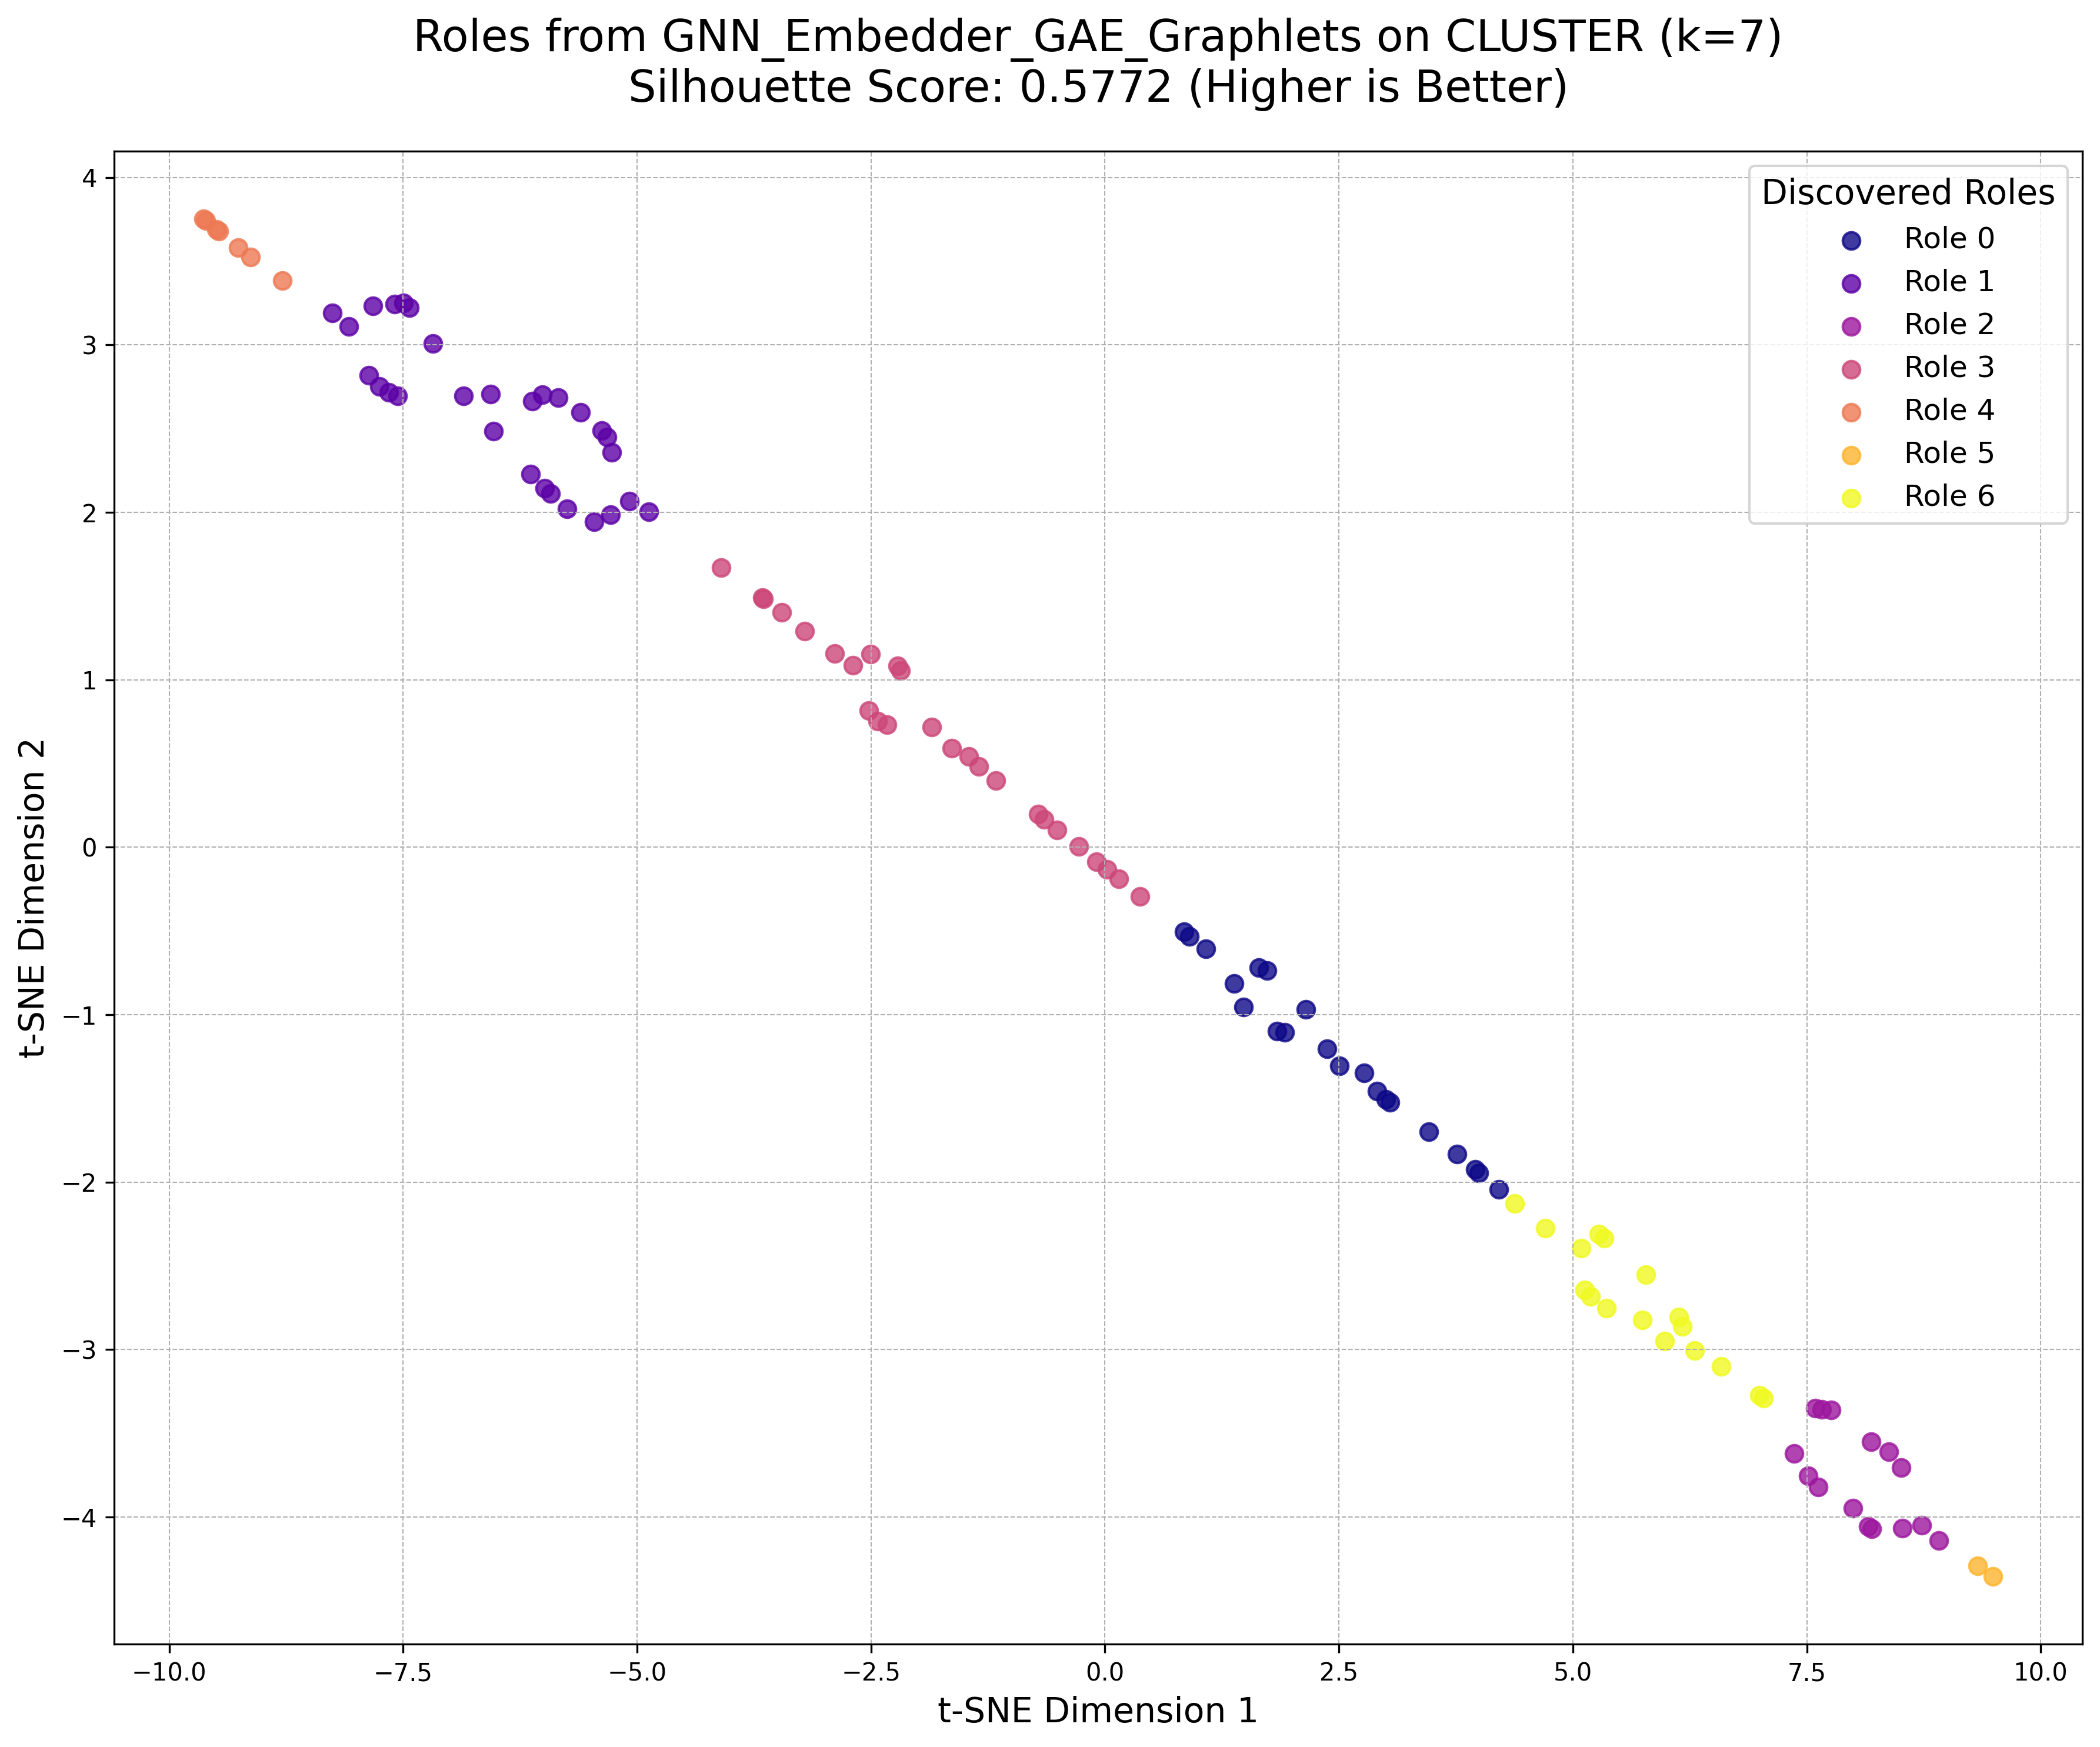 Roles from GNN_Embedder_GAE_Graphlets on CLUSTER (k=7)
Silhouette Score: 0.5772 (Higher is Better)
Discovered Roles
Role 0
Role 1
Role 2
Role 3
Role 4
Role 5
Role 6
t-SNE Dimension 2
4
3
2
1
0
−1
−2
−3
−4
−10.0 −7.5 −5.0 −2.5 0.0 2.5 5.0 7.5 10.0
t-SNE Dimension 1